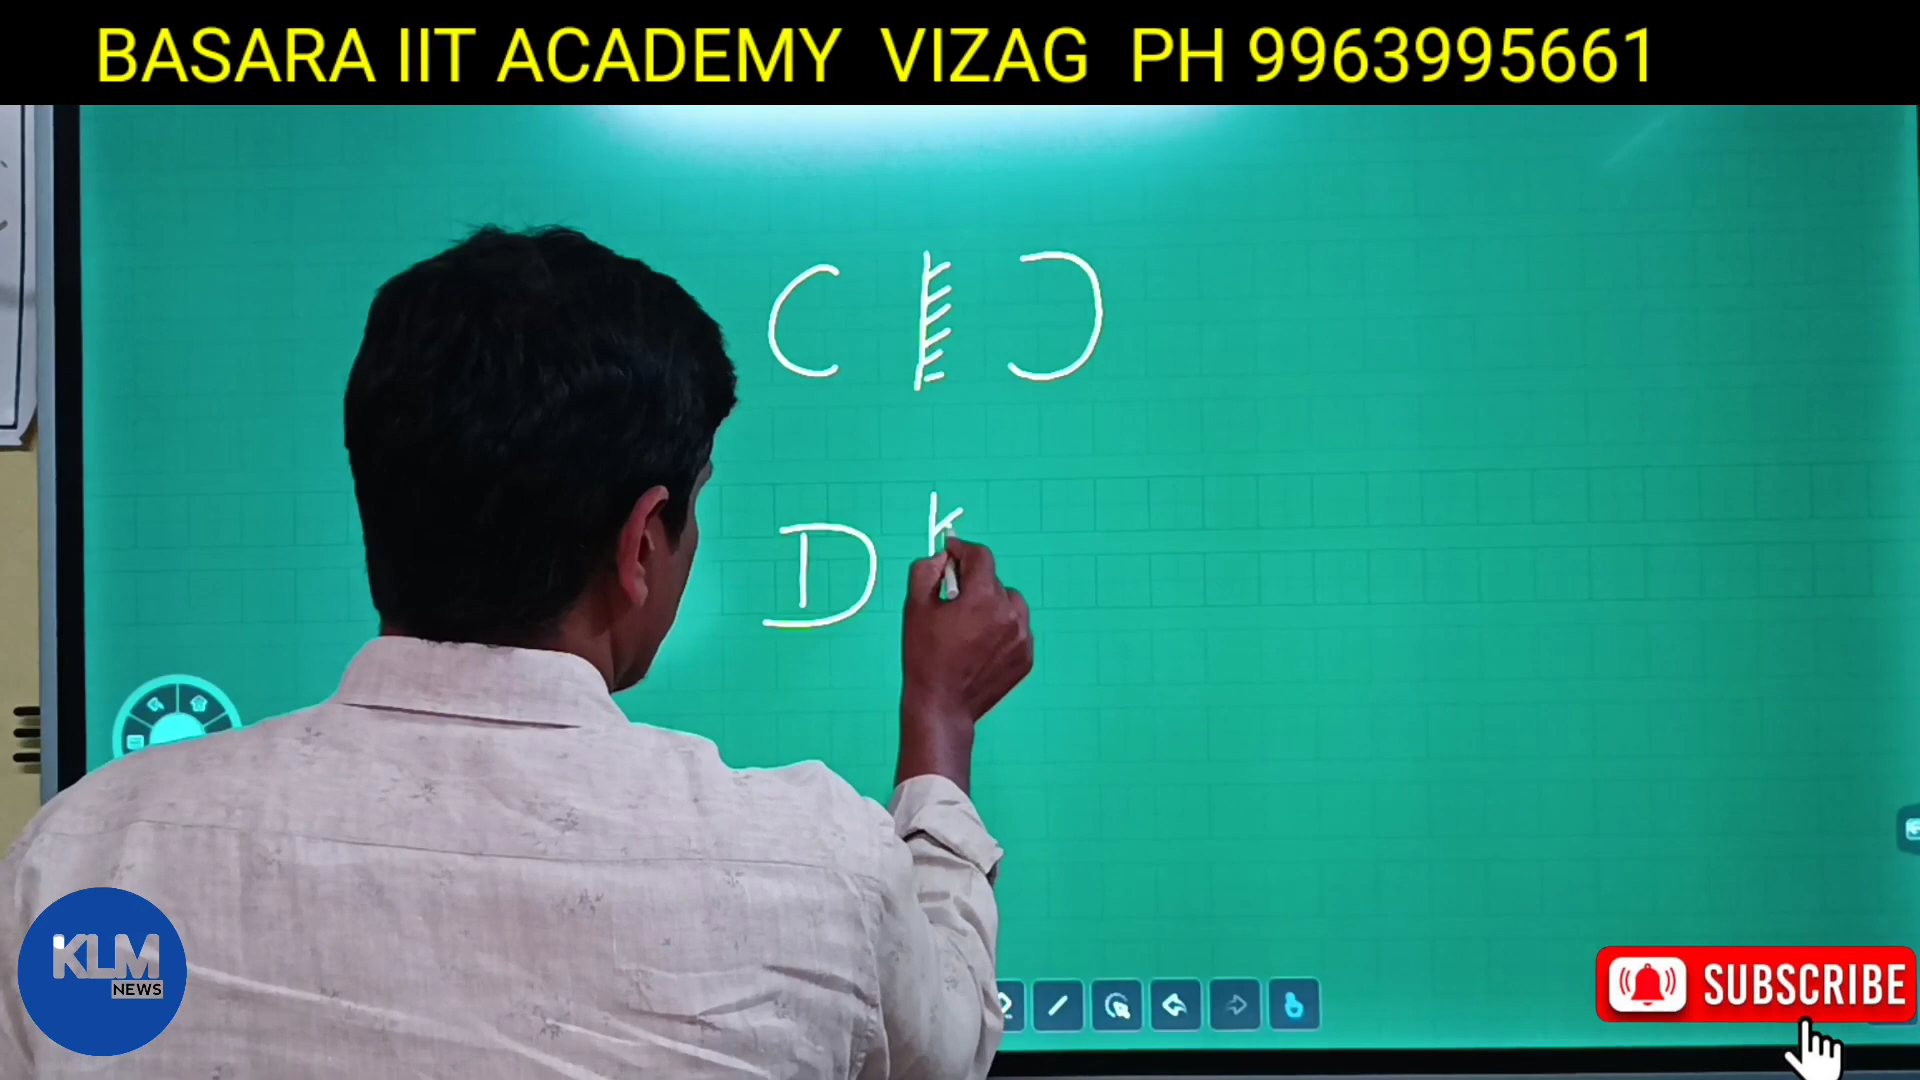 BASARA IIT ACADEMY VIZAG PH 9963995661
C
D
KLM
NEWS
SUBSCRIBE